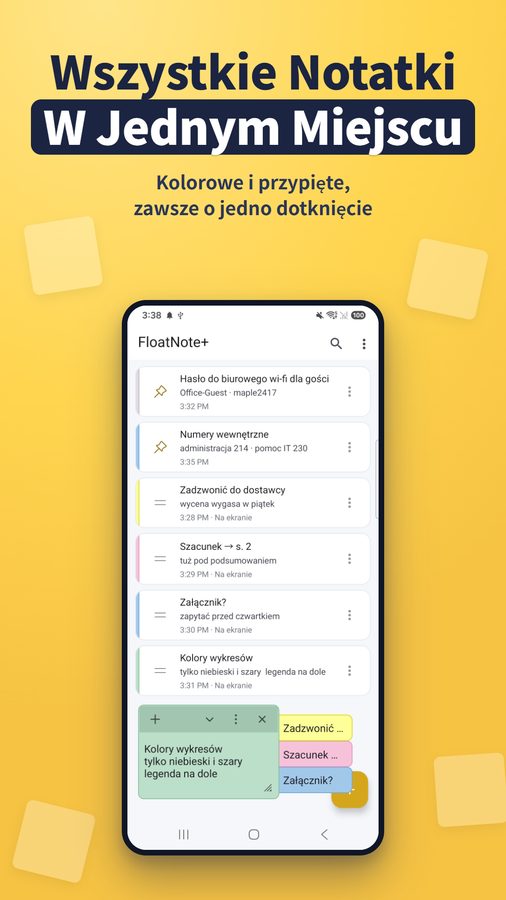 Wszystkie Notatki
W Jednym Miejscu
Kolorowe i przypięte,
zawsze o jedno dotknięcie
3:38
100
FloatNote+
Hasło do biurowego wi-fi dla gości
Office-Guest · maple2417
3:32 PM
Numery wewnętrzne
administracja 214 · pomoc IT 230
3:35 PM
Zadzwonić do dostawcy
wycena wygasa w piątek
3:28 PM · Na ekranie
Szacunek → s. 2
tuż pod podsumowaniem
3:29 PM · Na ekranie
Załącznik?
zapytać przed czwartkiem
3:30 PM · Na ekranie
Kolory wykresów
tylko niebieski i szary  legenda na dole
3:31 PM · Na ekranie
Kolory wykresów
tylko niebieski i szary
legenda na dole
Zadzwonić ...
Szacunek ...
Załącznik?